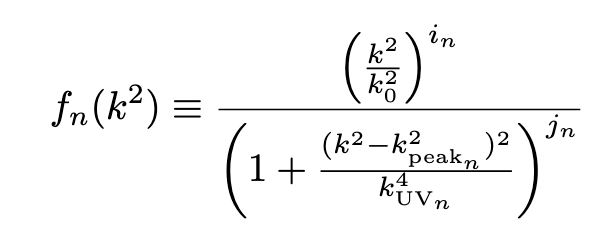 f_n(k^2) \equiv \frac{\left(\frac{k^2}{k_0^2}\right)^{i_n}}{\left(1 + \frac{(k^2 - k_{\mathrm{peak}_n}^2)^2}{k_{\mathrm{UV}_n}^4}\right)^{j_n}}